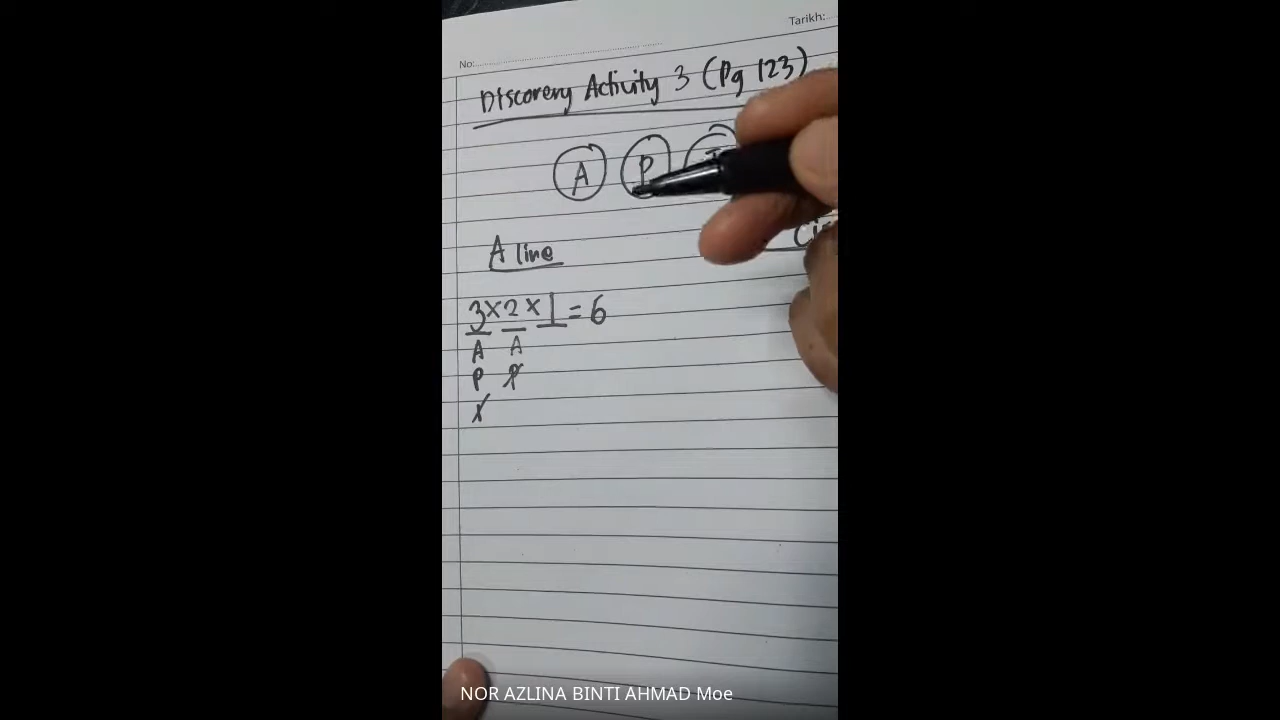 Tarikh:
No:
Discovery Activity 3 (Pg 123)
A P
A line
3 x 2 x 1 = 6
A A
P P
NOR AZLINA BINTI AHMAD Moe